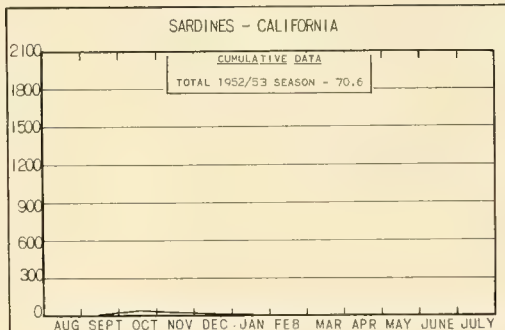 SARDINES - CALIFORNIA
2100
CUMULATIVE DATA
TOTAL 1952/53 SEASON - 70.6
1800
1500
1200
900
600
300
0
AUG SEPT OCT NOV DEC JAN FEB MAR APR MAY JUNE JULY